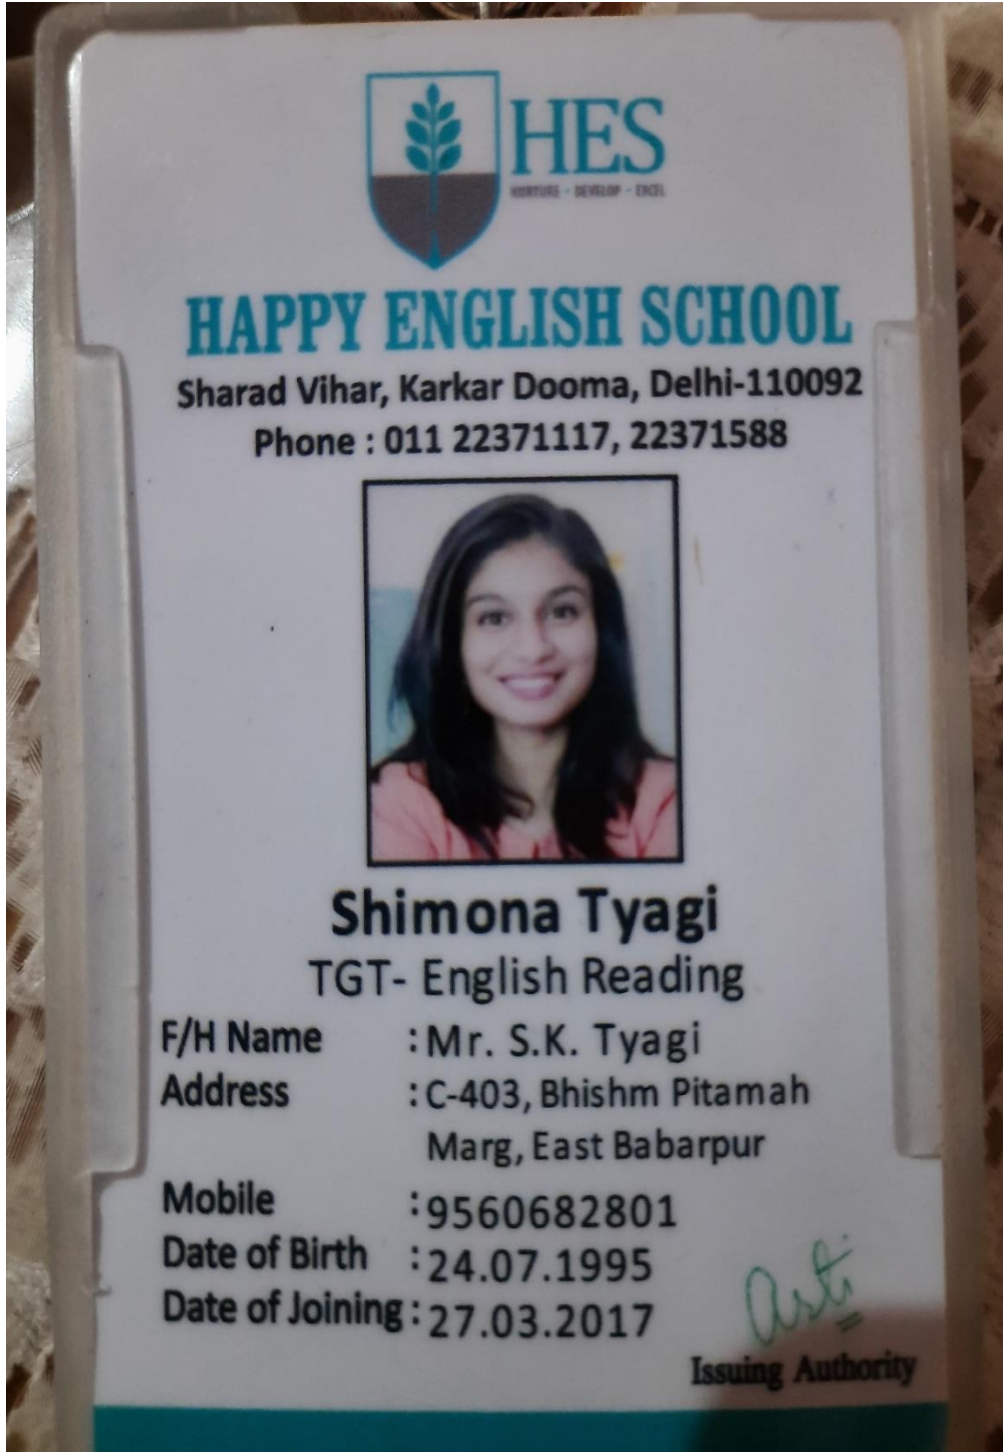 HES
NURTURE - DEVELOP - EXCEL
HAPPY ENGLISH SCHOOL
Sharad Vihar, Karkar Dooma, Delhi-110092
Phone : 011 22371117, 22371588
Shimona Tyagi
TGT- English Reading
F/H Name : Mr. S.K. Tyagi
Address : C-403, Bhishm Pitamah
Marg, East Babarpur
Mobile : 9560682801
Date of Birth : 24.07.1995
Date of Joining : 27.03.2017
Issuing Authority